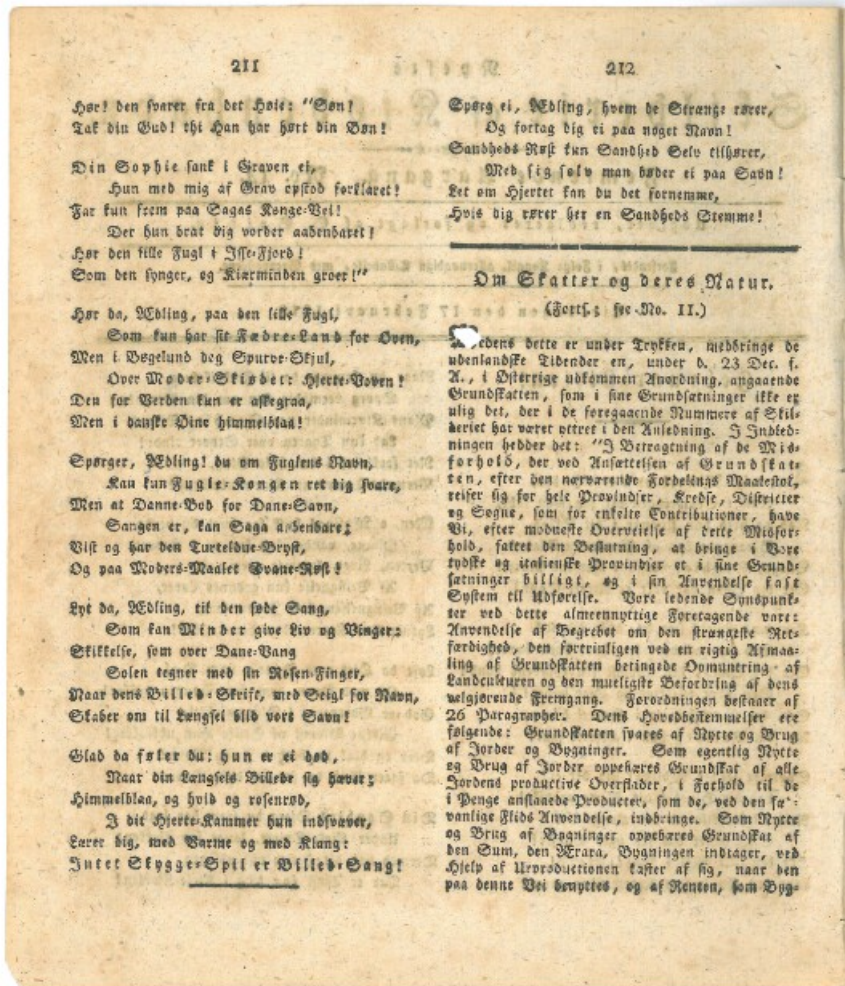 211
Hør! den svarer fra det Høie: "Søn!
Tak din Gud! thi Han har hørt din Bøn!
Din Sophie sank i Graven ei,
Hun med mig af Grav opstod forklaret!
Far kun frem paa Sagas Konge-Vei!
Der hun brat dig vorder aabenbaret!
Hør den lille Fugl i Isse-Fjord!
Som den synger, og Kiærminden groer!"
Hør da, Ædling, paa den lille Fugl,
Som kun har sit Fædre-Land for Oven,
Men i Bøgelund dog Spurve-Skjul,
Over Moder-Skiødet: Hjerte-Voven!
Den for Verden kun er askegraa,
Men i danske Øine himmelblaa!
Spørger, Ædling! du om Fuglens Navn,
Kan kun Fugle-Kongen ret dig svare,
Men at Danne-Bod for Dane-Savn,
Sangen er, kan Saga aabenbare;
Vist og har den Turteldue-Bryst,
Og paa Moders-Maalet Svane-Røst!
Lyt da, Ædling, til den søde Sang,
Som kan Minder give Liv og Vinger:
Skikkelse, som over Dane-Vang
Solen tegner med sin Rosen-Finger,
Naar dens Billed-Skrift, med Seigl for Navn,
Skaber om til Længsel blid vort Savn!
Glad da føler du: hun er ei død,
Naar din Længsels Billede sig hæver;
Himmelblaa, og hvid og rosenrød,
I dit Hjerte-Kammer hun indsvæver,
Lærer dig, med Varme og med Klang:
Intet Skygge-Spil er Billed-Sang!
212
Spørg ei, Ædling, hvem de Strænge rører,
Og fortag dig ei paa noget Navn!
Sandheds Røst kun Sandhed Selv tilhører,
Med sig selv man bøder ei paa Savn!
Let om Hjertet kan du det fornemme,
Hvis dig rører her en Sandheds Stemme!
Om Skatter og deres Natur.
(Forts.; see No. 11.)
dette er under Trykken, medbringe de
udenlandske Tidender en, under d. 23 Dec. f.
A., i Østerrige udkommen Anordning, angaaende
Grundskatten, som i sine Grundsætninger ikke er
ulig det, der i de foregaaende Nummere af Skil-
deriet har været yttret i den Anledning. I Indled-
ningen hedder det: "I Betragtning af de Mis-
forhold, der ved Ansættelsen af Grundskat-
ten, efter den nærværende Fordelings Maalestok,
reiser sig for hele Provindser, Kredse, Districter
og Sogne, som for enkelte Contributioner, have
Vi, efter modneste Overveielse af dette Misfor-
hold, fattet den Beslutning, at bringe i Vore
tydske og italienske Provindser et i sine Grund-
sætninger billigt, og i sin Anvendelse fast
System til Udførelse. Vore ledende Synspunk-
ter ved dette almeennyttige Foretagende vare:
Anvendelse af Begrebet om den strængeste Ret-
færdighed, den fortrinligen ved en rigtig Afmaa-
ling af Grundskatten betingede Opmuntring af
Landculturen og den mueligste Befordring af dens
velgjørende Fremgang. Forordningen bestaaer af
26 Paragrapher. Dens Hovedbestemmelser ere
følgende: Grundskatten svares af Nytte og Brug
af Jorder og Bygninger. Som egentlig Nytte
og Brug af Jorder oppebæres Grundskat af alle
Jordens productive Overflader, i Forhold til de
i Penge anslaaede Producter, som de, ved den sæd-
vanlige Flids Anvendelse, indbringe. Som Nytte
og Brug af Bygninger oppebæres Grundskat af
den Sum, den Ærara, Bygningen indtager, ved
Hjelp af Urproductionen kaster af sig, naar den
paa denne Vei benyttes, og af Renten, som Byg-